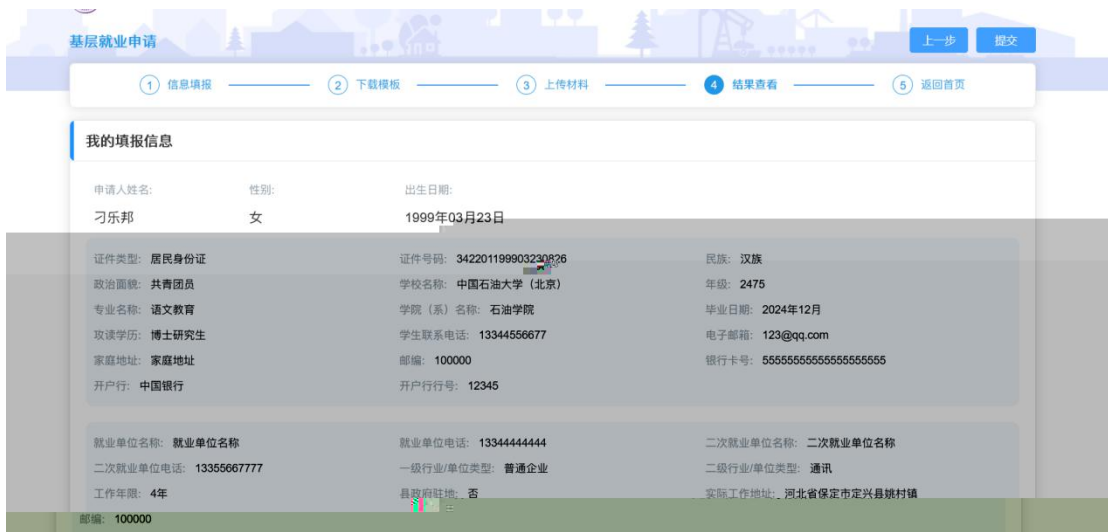 基层就业申请 上一步 提交
1 信息填报 2 下载模板 3 上传材料 4 结果查看 5 返回首页
我的填报信息
申请人姓名: 性别: 出生日期:
刁乐邦 女 1999年03月23日
证件类型: 居民身份证 证件号码: 342201199903230826 民族: 汉族
政治面貌: 共青团员 学校名称: 中国石油大学（北京） 年级: 2475
专业名称: 语文教育 学院（系）名称: 石油学院 毕业日期: 2024年12月
攻读学历: 博士研究生 学生联系电话: 13344556677 电子邮箱: 123@qq.com
家庭地址: 家庭地址 邮编: 100000 银行卡号: 55555555555555555555
开户行: 中国银行 开户行行号: 12345
就业单位名称: 就业单位名称 就业单位电话: 13344444444 二次就业单位名称: 二次就业单位名称
二次就业单位电话: 13355667777 一级行业/单位类型: 普通企业 二级行业/单位类型: 通讯
工作年限: 4年 县政府驻地: 否 实际工作地址: 河北省保定市定兴县姚村镇
邮编: 100000